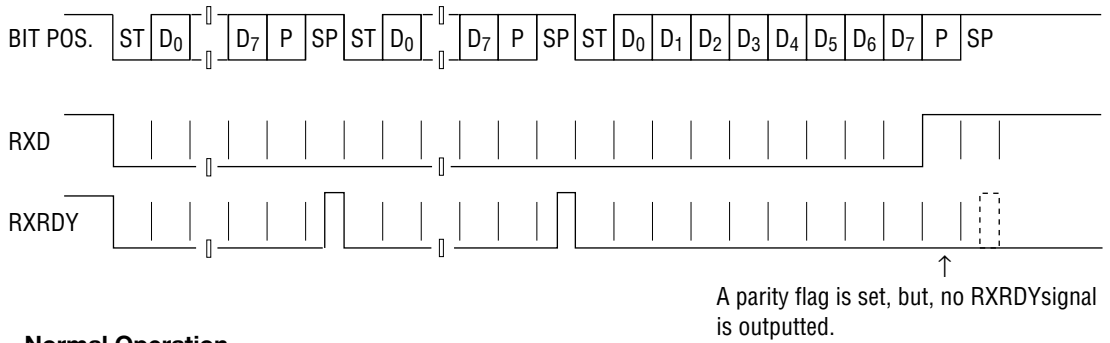 BIT POS. ST D0 D7 P SP ST D0 D7 P SP ST D0 D1 D2 D3 D4 D5 D6 D7 P SP
RXD
RXRDY
↑
A parity flag is set, but, no RXRDYsignal
is outputted.
Normal Operation